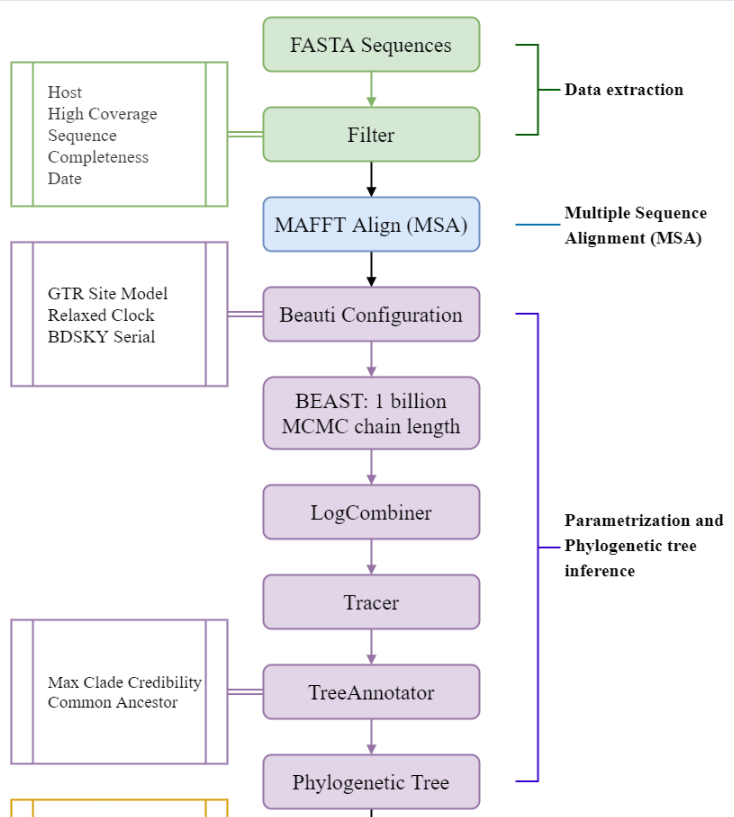 FASTA Sequences
Data extraction
Host
High Coverage
Sequence
Completeness
Date
Filter
MAFFT Align (MSA)
Multiple Sequence
Alignment (MSA)
GTR Site Model
Relaxed Clock
BDSKY Serial
Beauti Configuration
BEAST: 1 billion
MCMC chain length
LogCombiner
Parametrization and
Phylogenetic tree
inference
Tracer
Max Clade Credibility
Common Ancestor
TreeAnnotator
Phylogenetic Tree